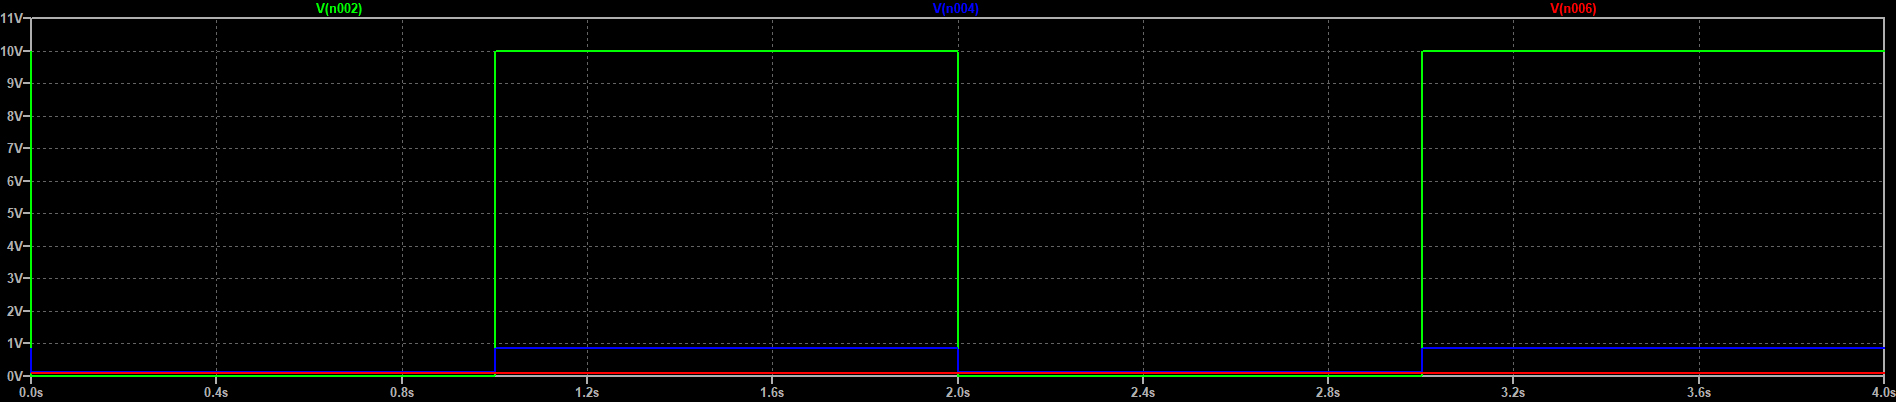 V(n002) V(n004) V(n006)
11V
10V
9V
8V
7V
6V
5V
4V
3V
2V
1V
0V
0.0s 0.4s 0.8s 1.2s 1.6s 2.0s 2.4s 2.8s 3.2s 3.6s 4.0s